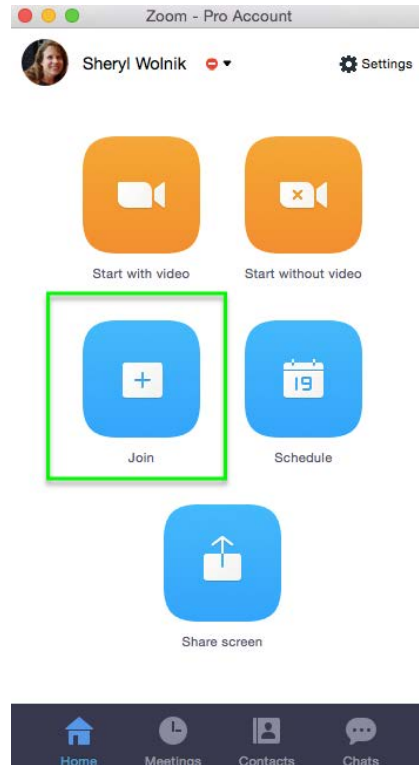 Zoom - Pro Account
Sheryl Wolnik
Settings
Start with video
Start without video
Join
19
Schedule
Share screen
Home
Meetings
Contacts
Chats